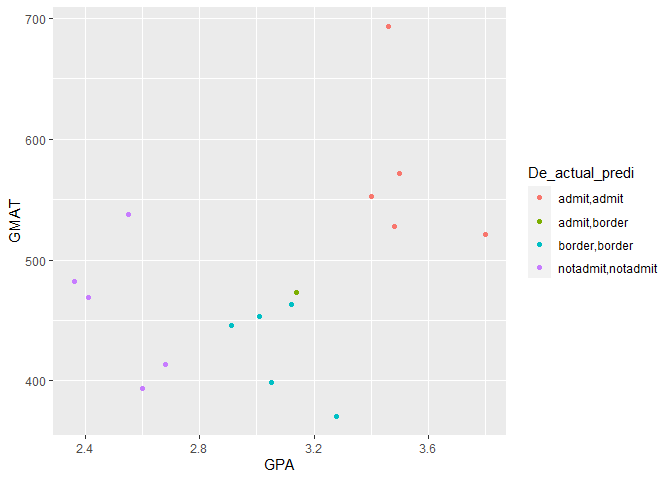 700
600
500
400
GMAT
2.4 2.8 3.2 3.6
GPA
De_actual_predi
admit,admit
admit,border
border,border
notadmit,notadmit